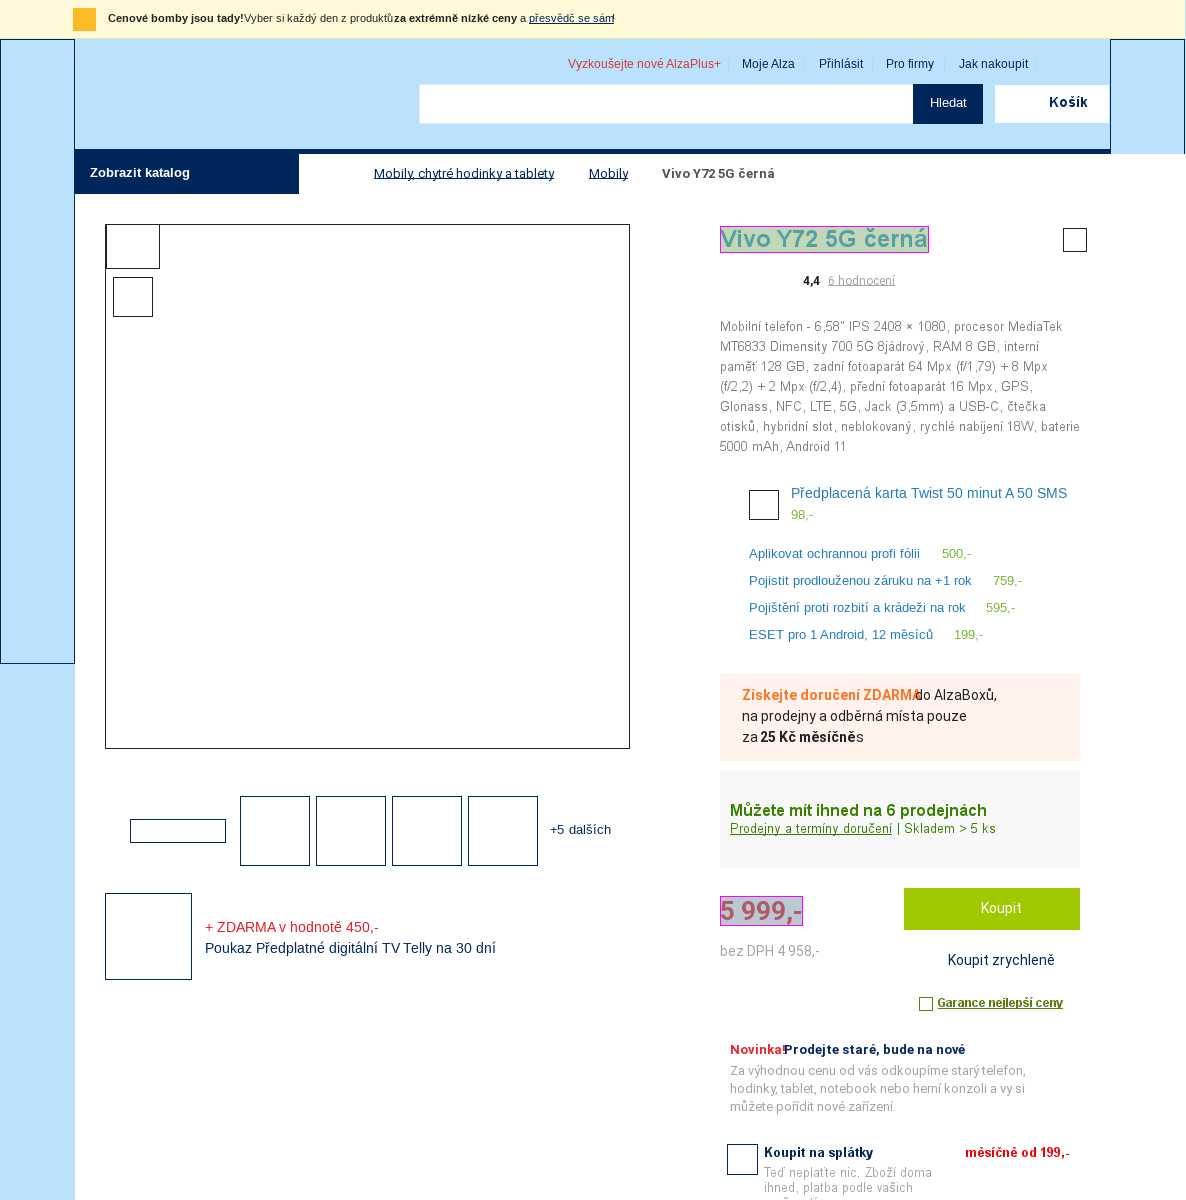 Cenové bomby jsou tady! Vyber si každý den z produktů za extrémně nízké ceny a přesvědč se sám!
Vyzkoušejte nové AlzaPlus+
Moje Alza
Přihlásit
Pro firmy
Jak nakoupit
Hledat
Košík
Zobrazit katalog
Mobily, chytré hodinky a tablety
Mobily
Vivo Y72 5G černá
Vivo Y72 5G černá
4,4 6 hodnocení
Mobilní telefon - 6,58" IPS 2408 × 1080, procesor MediaTek
MT6833 Dimensity 700 5G 8jádrový, RAM 8 GB, interní
paměť 128 GB, zadní fotoaparát 64 Mpx (f/1,79) + 8 Mpx
(f/2,2) + 2 Mpx (f/2,4), přední fotoaparát 16 Mpx, GPS,
Glonass, NFC, LTE, 5G, Jack (3,5mm) a USB-C, čtečka
otisků, hybridní slot, neblokovaný, rychlé nabíjení 18W, baterie
5000 mAh, Android 11
Předplacená karta Twist 50 minut A 50 SMS
98,-
Aplikovat ochrannou profi fólii 500,-
Pojistit prodlouženou záruku na +1 rok 759,-
Pojištění proti rozbití a krádeži na rok 595,-
ESET pro 1 Android, 12 měsíců 199,-
Získejte doručení ZDARMA do AlzaBoxů,
na prodejny a odběrná místa pouze
za 25 Kč měsíčně s
Můžete mít ihned na 6 prodejnách
Prodejny a termíny doručení | Skladem > 5 ks
+5 dalších
+ ZDARMA v hodnotě 450,-
Poukaz Předplatné digitální TV Telly na 30 dní
5 999,-
bez DPH 4 958,-
Koupit
Koupit zrychleně
Garance nejlepší ceny
Novinka! Prodejte staré, bude na nové
Za výhodnou cenu od vás odkoupíme starý telefon,
hodinky, tablet, notebook nebo herní konzoli a vy si
můžete pořídit nové zařízení.
Koupit na splátky
měsíčně od 199,-
Teď neplaťte nic. Zboží doma
ihned, platba podle vašich